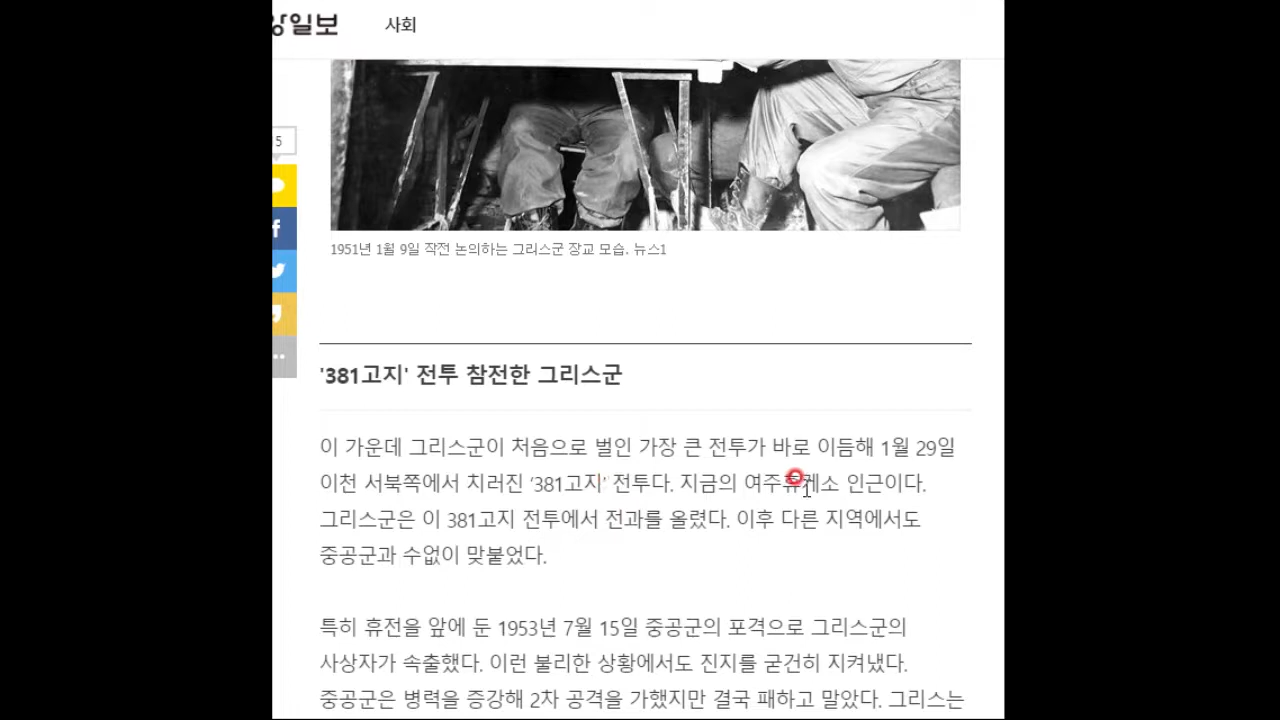 일보
사회
5
1951년 1월 9일 작전 논의하는 그리스군 장교 모습. 뉴스1
'381고지' 전투 참전한 그리스군
이 가운데 그리스군이 처음으로 벌인 가장 큰 전투가 바로 이듬해 1월 29일
이천 서북쪽에서 치러진 '381고지' 전투다. 지금의 여주휴게소 인근이다.
그리스군은 이 381고지 전투에서 전과를 올렸다. 이후 다른 지역에서도
중공군과 수없이 맞붙었다.
특히 휴전을 앞에 둔 1953년 7월 15일 중공군의 포격으로 그리스군의
사상자가 속출했다. 이런 불리한 상황에서도 진지를 굳건히 지켜냈다.
중공군은 병력을 증강해 2차 공격을 가했지만 결국 패하고 말았다. 그리스는